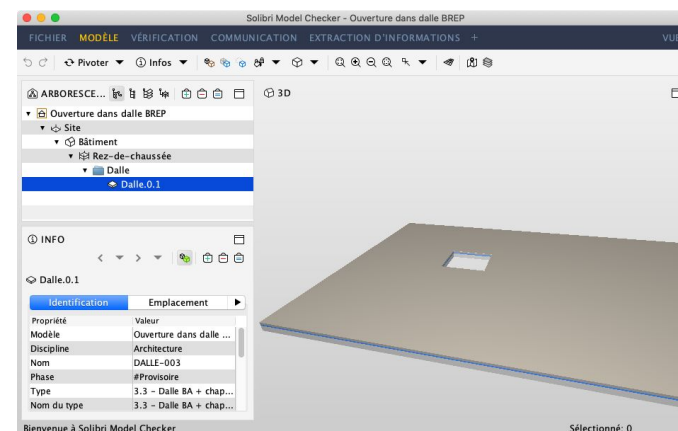 Solibri Model Checker - Ouverture dans dalle BREP
FICHIER MODÈLE VÉRIFICATION COMMUNICATION EXTRACTION D'INFORMATIONS + VUE
Pivoter Infos
ARBORESCE... 3D
Ouverture dans dalle BREP
Site
Bâtiment
Rez-de-chaussée
Dalle
Dalle.0.1
INFO
Dalle.0.1
Identification Emplacement
Propriété Valeur
Modèle Ouverture dans dalle ...
Discipline Architecture
Nom DALLE-003
Phase #Provisoire
Type 3.3 - Dalle BA + chap...
Nom du type 3.3 - Dalle BA + chap...
Bienvenue à Solibri Model Checker Sélectionné: 0